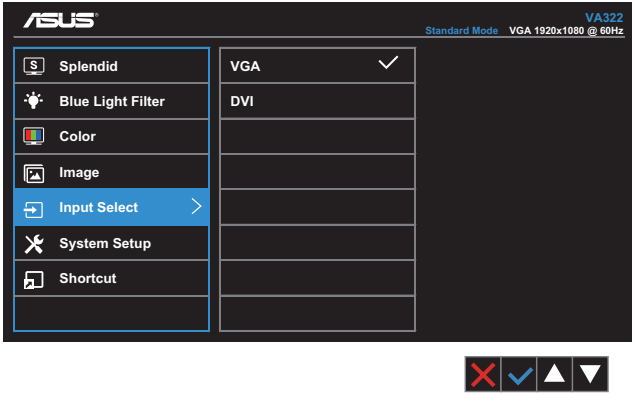 ASUS
VA322
Standard Mode VGA 1920x1080 @ 60Hz
S Splendid
Blue Light Filter
Color
Image
Input Select
System Setup
Shortcut
VGA
DVI